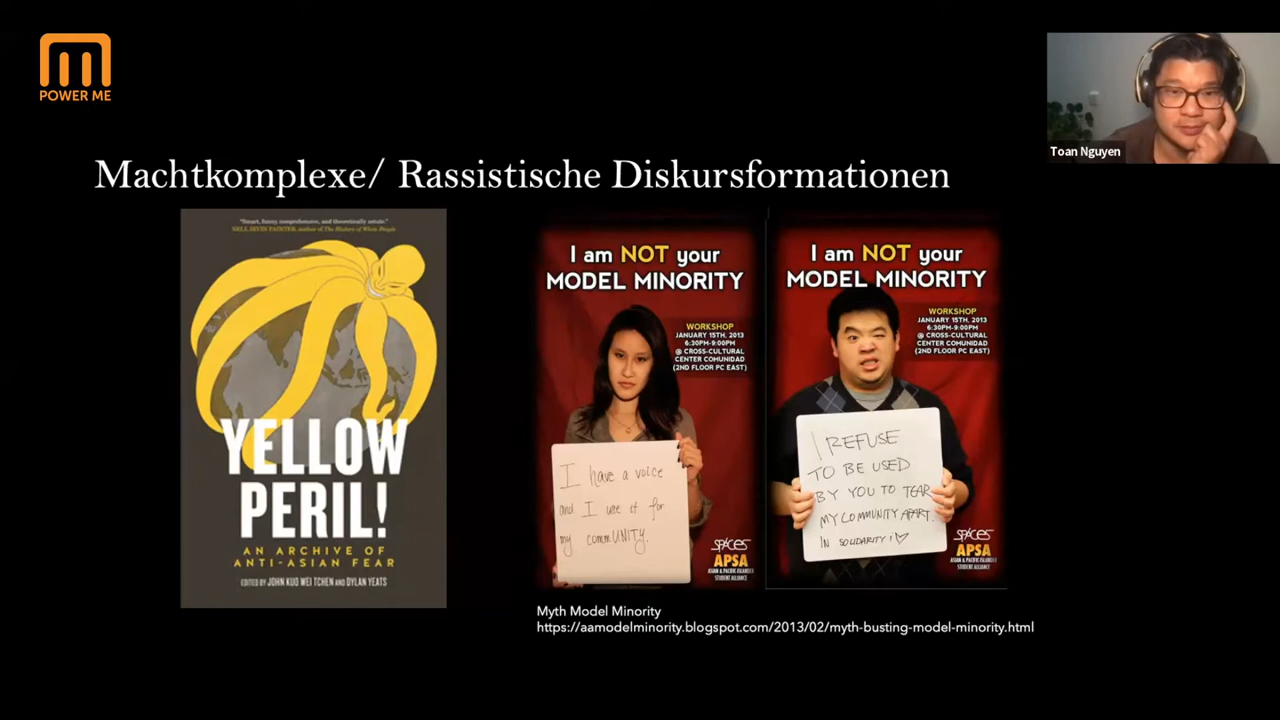 POWER ME
Toan Nguyen
Machtkomplexe/ Rassistische Diskursformationen
"Smart, funny, comprehensive, and theoretically astute."
NELL IRVIN PAINTER, author of The History of White People
YELLOW
PERIL!
AN ARCHIVE OF
ANTI-ASIAN FEAR
EDITED BY JOHN KUO WEI TCHEN AND DYLAN YEATS
I am NOT your
MODEL MINORITY
WORKSHOP
JANUARY 15TH, 2013
6:30PM-9:00PM
@ CROSS-CULTURAL
CENTER COMUNIDAD
(2ND FLOOR PC EAST)
I have a voice
and I use it for
my commUNITY.
SPACES
APSA
ASIAN & PACIFIC-ISLANDER
STUDENT ALLIANCE
I am NOT your
MODEL MINORITY
WORKSHOP
JANUARY 15TH, 2013
6:30PM-9:00PM
@ CROSS-CULTURAL
CENTER COMUNIDAD
(2ND FLOOR PC EAST)
I REFUSE
TO BE USED
BY YOU TO TEAR
MY COMMUNITY APART.
IN SOLIDARITY!♡
SPACES
APSA
ASIAN & PACIFIC-ISLANDER
STUDENT ALLIANCE
Myth Model Minority
https://aamodelminority.blogspot.com/2013/02/myth-busting-model-minority.html